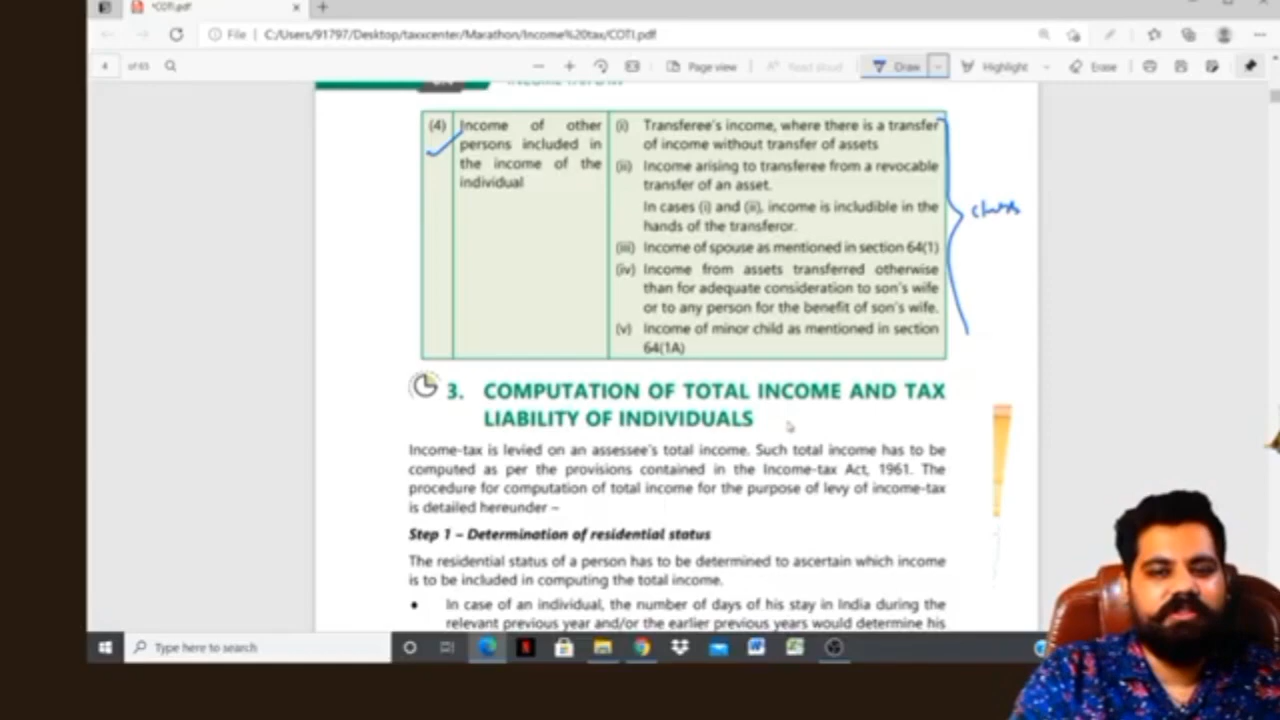 *COTI.pdf
File | C:/Users/91797/Desktop/taxxcenter/Marathon/Income%20tax/COTI.pdf
4 of 65 Page view Read aloud Draw Highlight Erase
(4) Income of other persons included in the income of the individual
(i) Transferee's income, where there is a transfer
of income without transfer of assets
(ii) Income arising to transferee from a revocable
transfer of an asset.
In cases (i) and (ii), income is includible in the
hands of the transferor.
(iii) Income of spouse as mentioned in section 64(1)
(iv) Income from assets transferred otherwise
than for adequate consideration to son's wife
or to any person for the benefit of son's wife.
(v) Income of minor child as mentioned in section
64(1A)
3. COMPUTATION OF TOTAL INCOME AND TAX
LIABILITY OF INDIVIDUALS
Income-tax is levied on an assessee's total income. Such total income has to be
computed as per the provisions contained in the Income-tax Act, 1961. The
procedure for computation of total income for the purpose of levy of income-tax
is detailed hereunder –
Step 1 – Determination of residential status
The residential status of a person has to be determined to ascertain which income
is to be included in computing the total income.
• In case of an individual, the number of days of his stay in India during the
relevant previous year and/or the earlier previous years would determine his
Type here to search